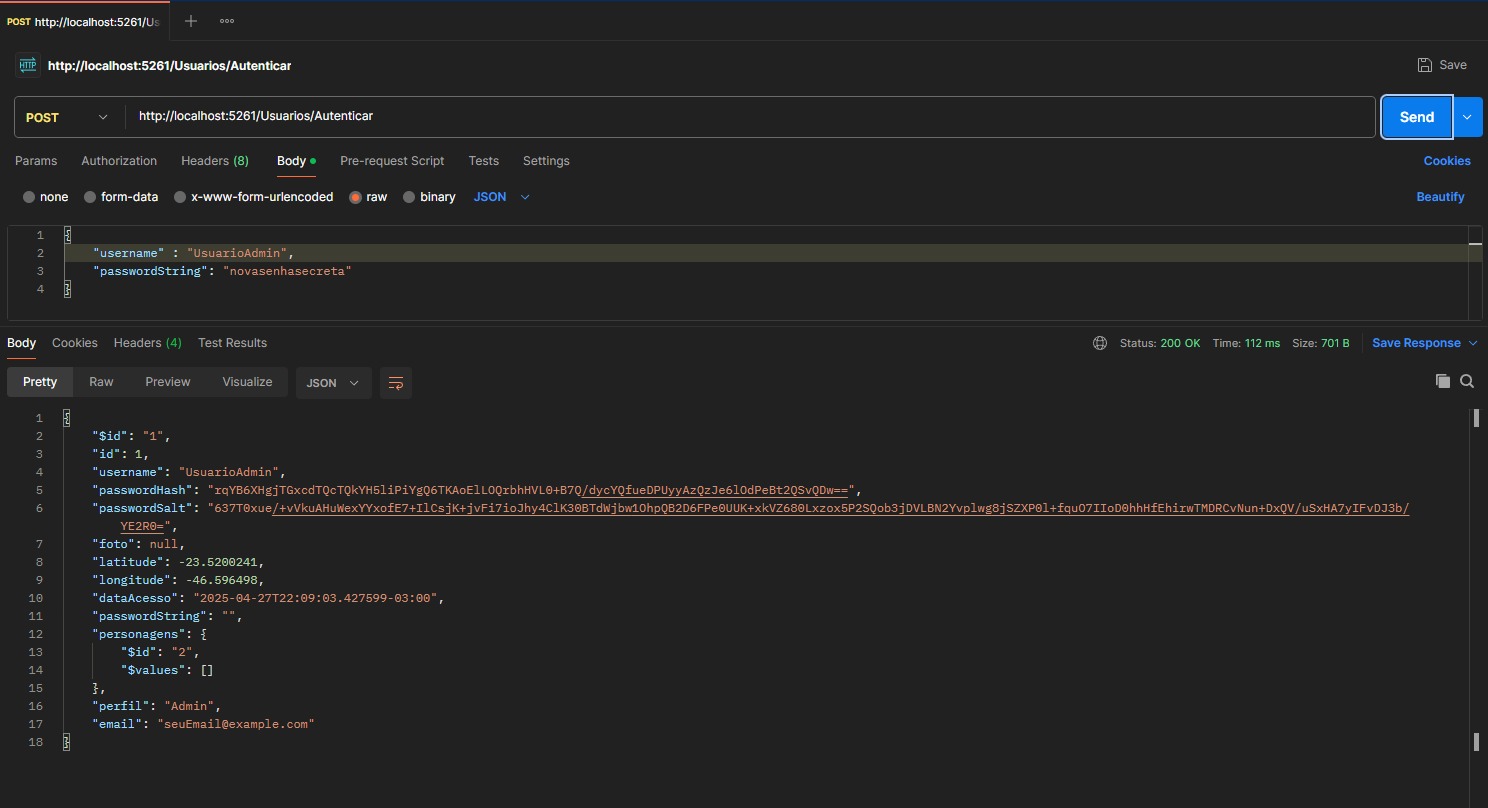 POST http://localhost:5261/Us
http://localhost:5261/Usuarios/Autenticar
Save
POST
http://localhost:5261/Usuarios/Autenticar
Send
Params Authorization Headers (8) Body Pre-request Script Tests Settings Cookies
none form-data x-www-form-urlencoded raw binary JSON Beautify
1 {
2 "username" : "UsuarioAdmin",
3 "passwordString": "novasenhasecreta"
4 }
Body Cookies Headers (4) Test Results Status: 200 OK Time: 112 ms Size: 701 B Save Response
Pretty Raw Preview Visualize JSON
1 {
2 "$id": "1",
3 "id": 1,
4 "username": "UsuarioAdmin",
5 "passwordHash": "rqYB6XHgjTGxcdTQcTQkYH5liPiYgQ6TKAoElLOQrbhHVL0+B7Q/dycYQfueDPUyyAzQzJe6lOdPeBt2QSvQDw==",
6 "passwordSalt": "637T0xue/+vVkuAHuWexYYxofE7+IlCsjK+jvFi7ioJhy4ClK30BTdWjbw1OhpQB2D6FPe0UUK+xkVZ680Lxzox5P2SQob3jDVLBN2Yvplwg8jSZXP0l+fquO7IIoD0hhHfEhizwTMDRCvNun+DxQV/uSxHA7yIFvDJ3b/
YE2R0=",
7 "foto": null,
8 "latitude": -23.5200241,
9 "longitude": -46.596498,
10 "dataAcesso": "2025-04-27T22:09:03.427599-03:00",
11 "passwordString": "",
12 "personagens": {
13 "$id": "2",
14 "$values": []
15 },
16 "perfil": "Admin",
17 "email": "seuEmail@example.com"
18 }